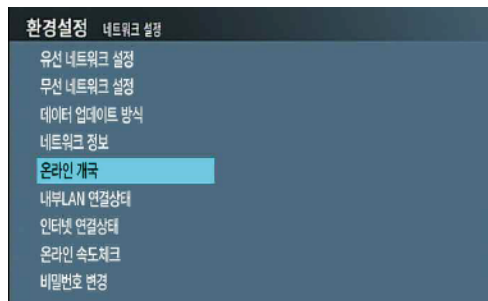 환경설정 네트워크 설정
유선 네트워크 설정
무선 네트워크 설정
데이터 업데이트 방식
네트워크 정보
온라인 개국
내부LAN 연결상태
인터넷 연결상태
온라인 속도체크
비밀번호 변경